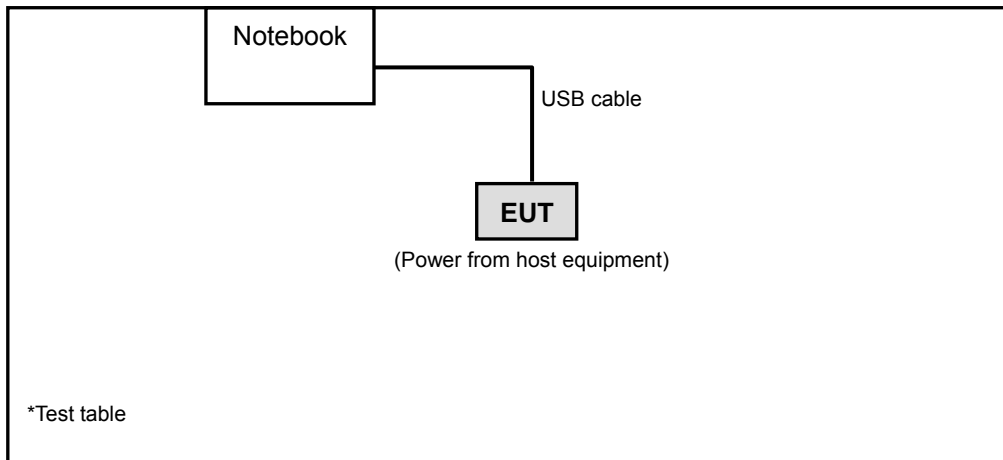 Notebook
USB cable
EUT
(Power from host equipment)
*Test table